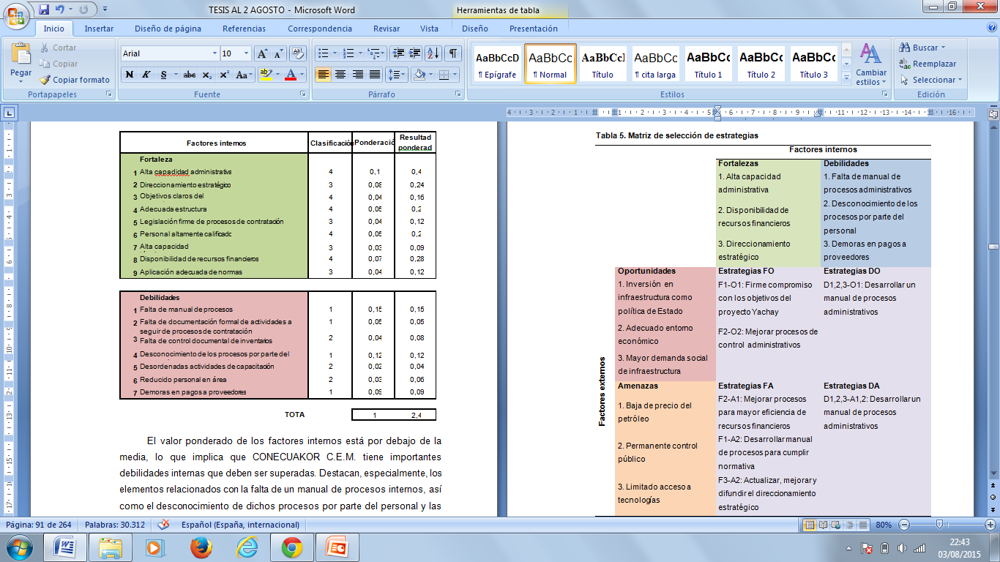 TESIS AL 2 AGOSTO - Microsoft Word
Herramientas de tabla
Inicio Insertar Diseño de página Referencias Correspondencia Revisar Vista Diseño Presentación
Pegar
Cortar
Copiar
Copiar formato
Portapapeles
Arial 10
N K S abc x₂ x² Aa
Fuente
Párrafo
AaBbCcD AaBbCc AaBbCcI AaBbCc AaBbCc AaBbCc AaBbCc
¶ Epígrafe ¶ Normal Título ¶ cita larga Título 1 Título 2 Título 3
Cambiar
estilos
Estilos
Buscar
Reemplazar
Seleccionar
Edición
Factores internos Clasificación Ponderació Resultad
ponderad
Fortaleza
1 Alta capadidad administrativa 4 0,1 0,4
2 Direccionamiento estratégico 3 0,08 0,24
3 Objetivos claros del 4 0,04 0,16
4 Adecuada estructura 4 0,05 0,2
5 Legislación firme de procesos de contratación 3 0,04 0,12
6 Personal altamente calificado 4 0,05 0,2
7 Alta capacidad 3 0,03 0,09
8 Disponibilidad de recursos financieros 4 0,07 0,28
9 Aplicación adecuada de normas 3 0,04 0,12
Debilidades
1 Falta de manual de procesos 1 0,15 0,15
2 Falta de documentación formal de actividades a 1 0,05 0,05
seguir de procesos de contratación
3 Falta de control documental de inventarios 2 0,04 0,08
4 Desconocimiento de los procesos por parte del 1 0,12 0,12
5 Desordenadas actividades de capacitación 2 0,02 0,04
6 Reducido personal en área 2 0,03 0,06
7 Demoras en pagos a proveedores 1 0,09 0,09
TOTA 1 2,4
El valor ponderado de los factores internos está por debajo de la
media, lo que implica que CONECUAKOR C.E.M. tiene importantes
debilidades internas que deben ser superadas. Destacan, especialmente, los
elementos relacionados con la falta de un manual de procesos internos, así
como el desconocimiento de dichos procesos por parte del personal y las
Tabla 5. Matriz de selección de estrategias
Factores internos
Fortalezas
1. Alta capacidad
administrativa
2. Disponibilidad de
recursos financieros
3. Direccionamiento
estratégico
Debilidades
1. Falta de manual de
procesos administrativos
2. Desconocimiento de los
procesos por parte del
personal
3. Demoras en pagos a
proveedores
Factores externos
Oportunidades
1. Inversión en
infraestructura como
política de Estado
2. Adecuado entorno
económico
3. Mayor demanda social
de infraestructura
Estrategias FO
F1-O1: Firme compromiso
con los objetivos del
proyecto Yachay
F2-O2: Mejorar procesos de
control administrativos
Estrategias DO
D1,2,3-O1: Desarrollar un
manual de procesos
administrativos
Amenazas
1. Baja de precio del
petróleo
2. Permanente control
público
3. Limitado acceso a
tecnologías
Estrategias FA
F2-A1: Mejorar procesos
para mayor eficiencia de
recursos financieros
F1-A2: Desarrollar manual
de procesos para cumplir
normativa
F3-A2: Actualizar, mejorar y
difundir el direccionamiento
estratégico
Estrategias DA
D1,2,3-A1,2: Desarrollar un
manual de procesos
administrativos
Página: 91 de 264 Palabras: 30.312 Español (España, internacional) 80%
22:43
03/08/2015